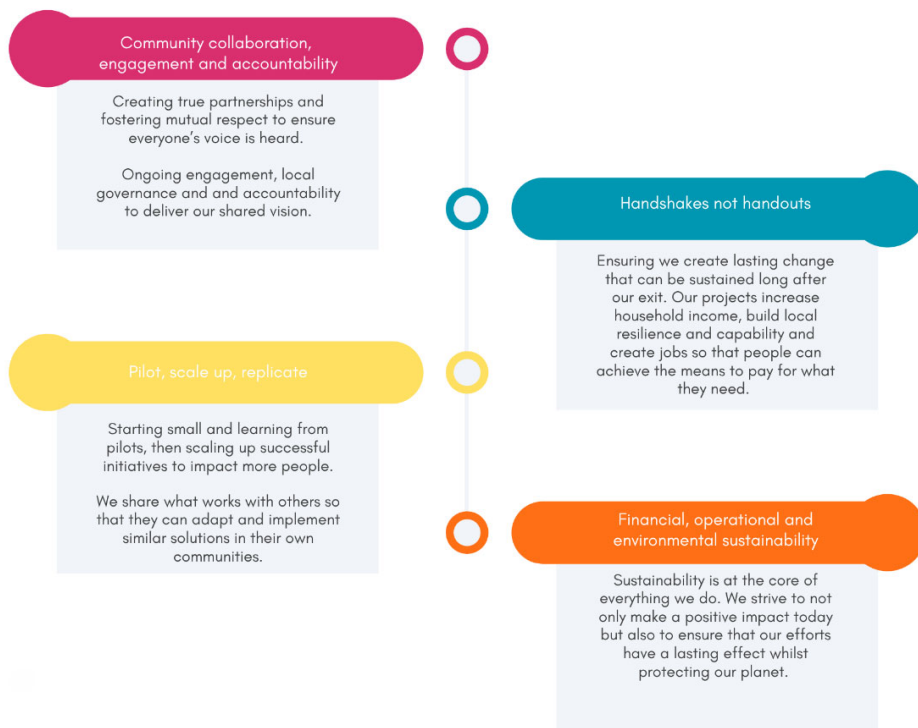 Community collaboration,
engagement and accountability
Creating true partnerships and
fostering mutual respect to ensure
everyone's voice is heard.
Ongoing engagement, local
governance and and accountability
to deliver our shared vision.
Handshakes not handouts
Ensuring we create lasting change
that can be sustained long after
our exit. Our projects increase
household income, build local
resilience and capability and
create jobs so that people can
achieve the means to pay for what
they need.
Pilot, scale up, replicate
Starting small and learning from
pilots, then scaling up successful
initiatives to impact more people.
We share what works with others so
that they can adapt and implement
similar solutions in their own
communities.
Financial, operational and
environmental sustainability
Sustainability is at the core of
everything we do. We strive to not
only make a positive impact today
but also to ensure that our efforts
have a lasting effect whilst
protecting our planet.